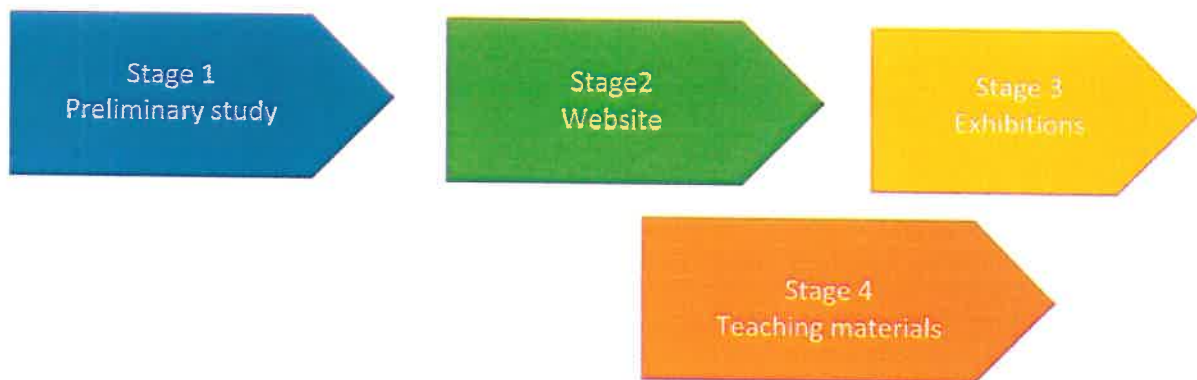 Stage 1
Preliminary study
Stage2
Website
Stage 3
Exhibitions
Stage 4
Teaching materials